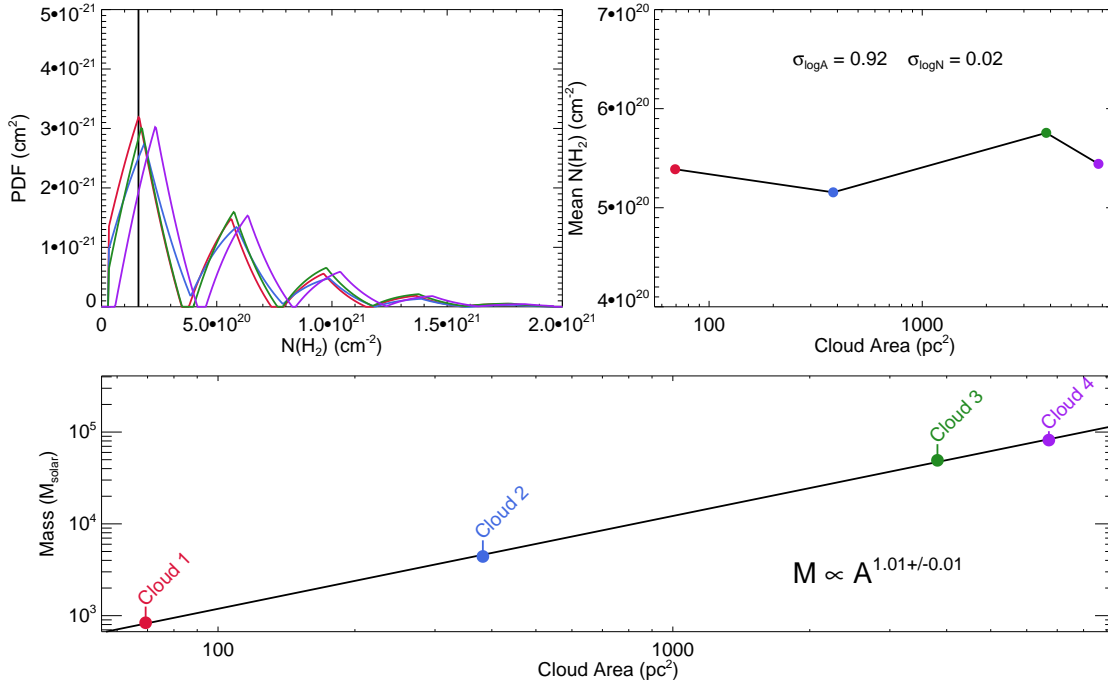 5•10⁻²¹
4•10⁻²¹
3•10⁻²¹
2•10⁻²¹
1•10⁻²¹
0
PDF (cm²)
0 5.0•10²⁰ 1.0•10²¹ 1.5•10²¹ 2.0•10²¹
N(H₂) (cm⁻²)
7•10²⁰
6•10²⁰
5•10²⁰
4•10²⁰
Mean N(H₂) (cm⁻²)
σlogA = 0.92 σlogN = 0.02
100 1000
Cloud Area (pc²)
10⁵
10⁴
10³
Mass (Msolar)
Cloud 1
Cloud 2
Cloud 3
Cloud 4
M ∝ A¹·⁰¹⁺/⁻⁰·⁰¹
100 1000
Cloud Area (pc²)